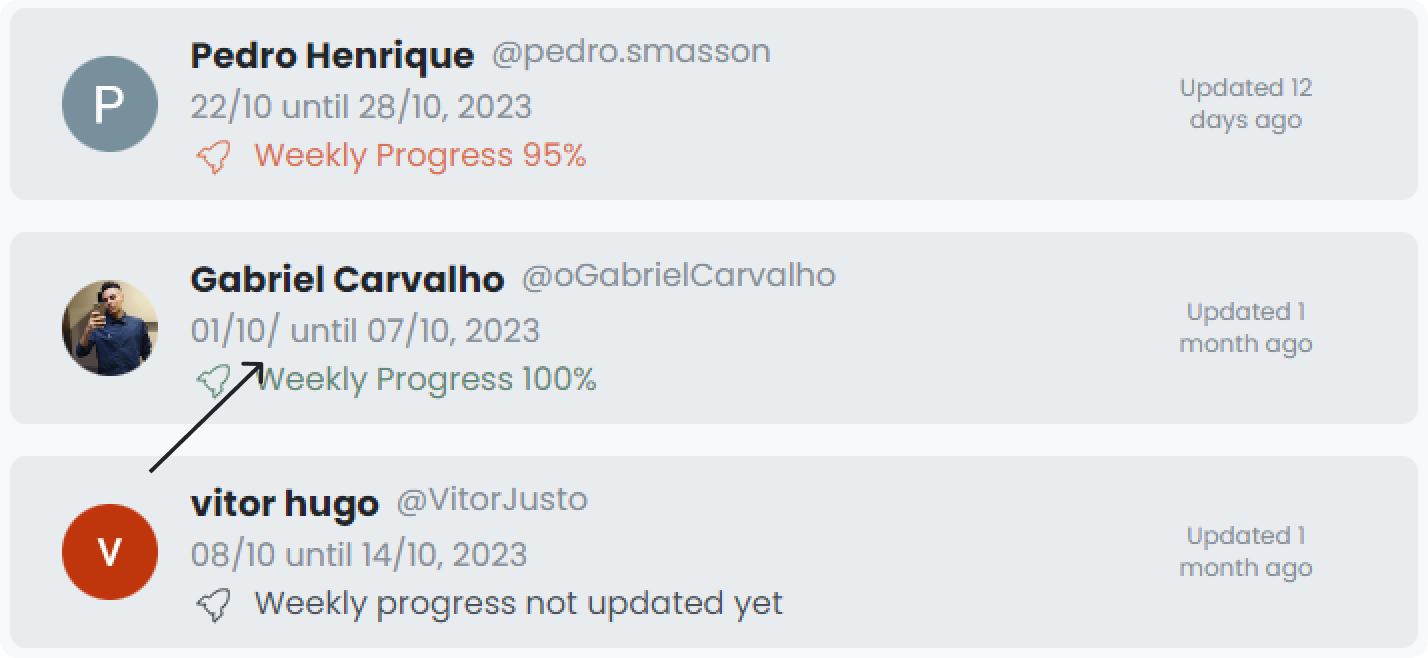 P
Pedro Henrique @pedro.smasson
22/10 until 28/10, 2023
Weekly Progress 95%
Updated 12
days ago
Gabriel Carvalho @oGabrielCarvalho
01/10/ until 07/10, 2023
Weekly Progress 100%
Updated 1
month ago
V
vitor hugo @VitorJusto
08/10 until 14/10, 2023
Weekly progress not updated yet
Updated 1
month ago